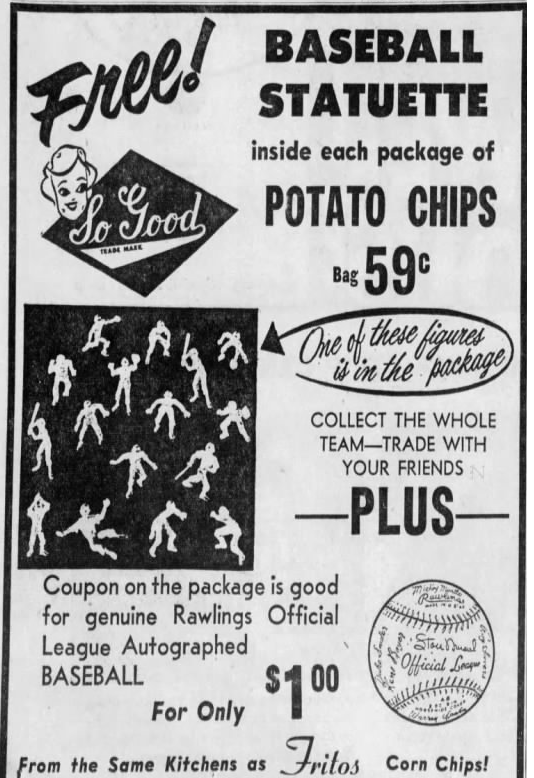 Free!
BASEBALL
STATUETTE
inside each package of
So Good
TRADE MARK
POTATO CHIPS
Bag 59¢
One of these figures
is in the package
COLLECT THE WHOLE
TEAM—TRADE WITH
YOUR FRIENDS
—PLUS—
Coupon on the package is good
for genuine Rawlings Official
League Autographed
BASEBALL
For Only
$1 00
Mickey Mantle
Rawlings
Stan Musial
Official League
Warren Spahn
From the Same Kitchens as Fritos Corn Chips!